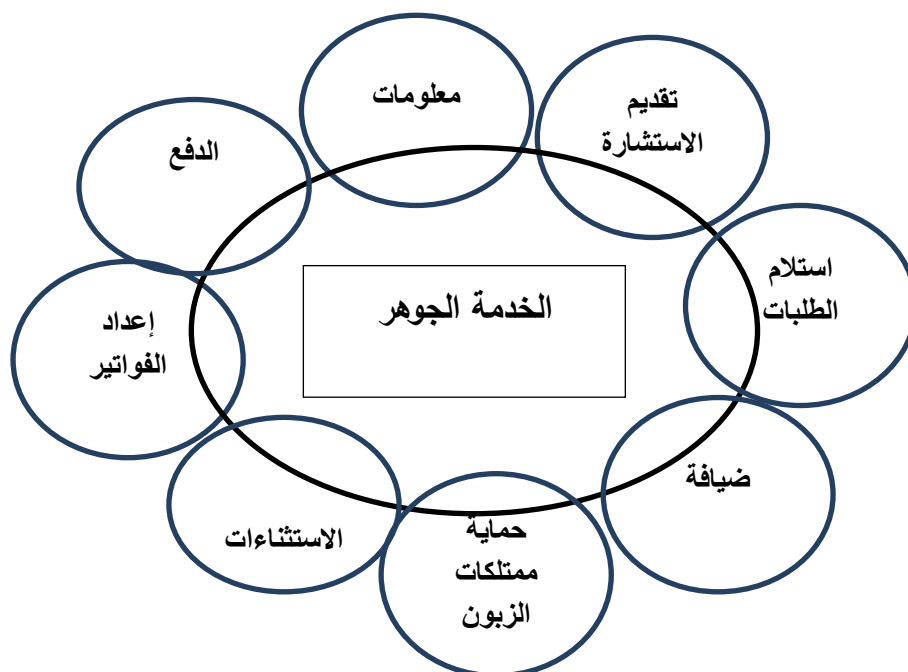 معلومات
تقديم
الاستشارة
الدفع
استلام
الطلبات
الخدمة الجوهر
إعداد
الفواتير
ضيافة
الاستثناءات
حماية
ممتلكات
الزبون